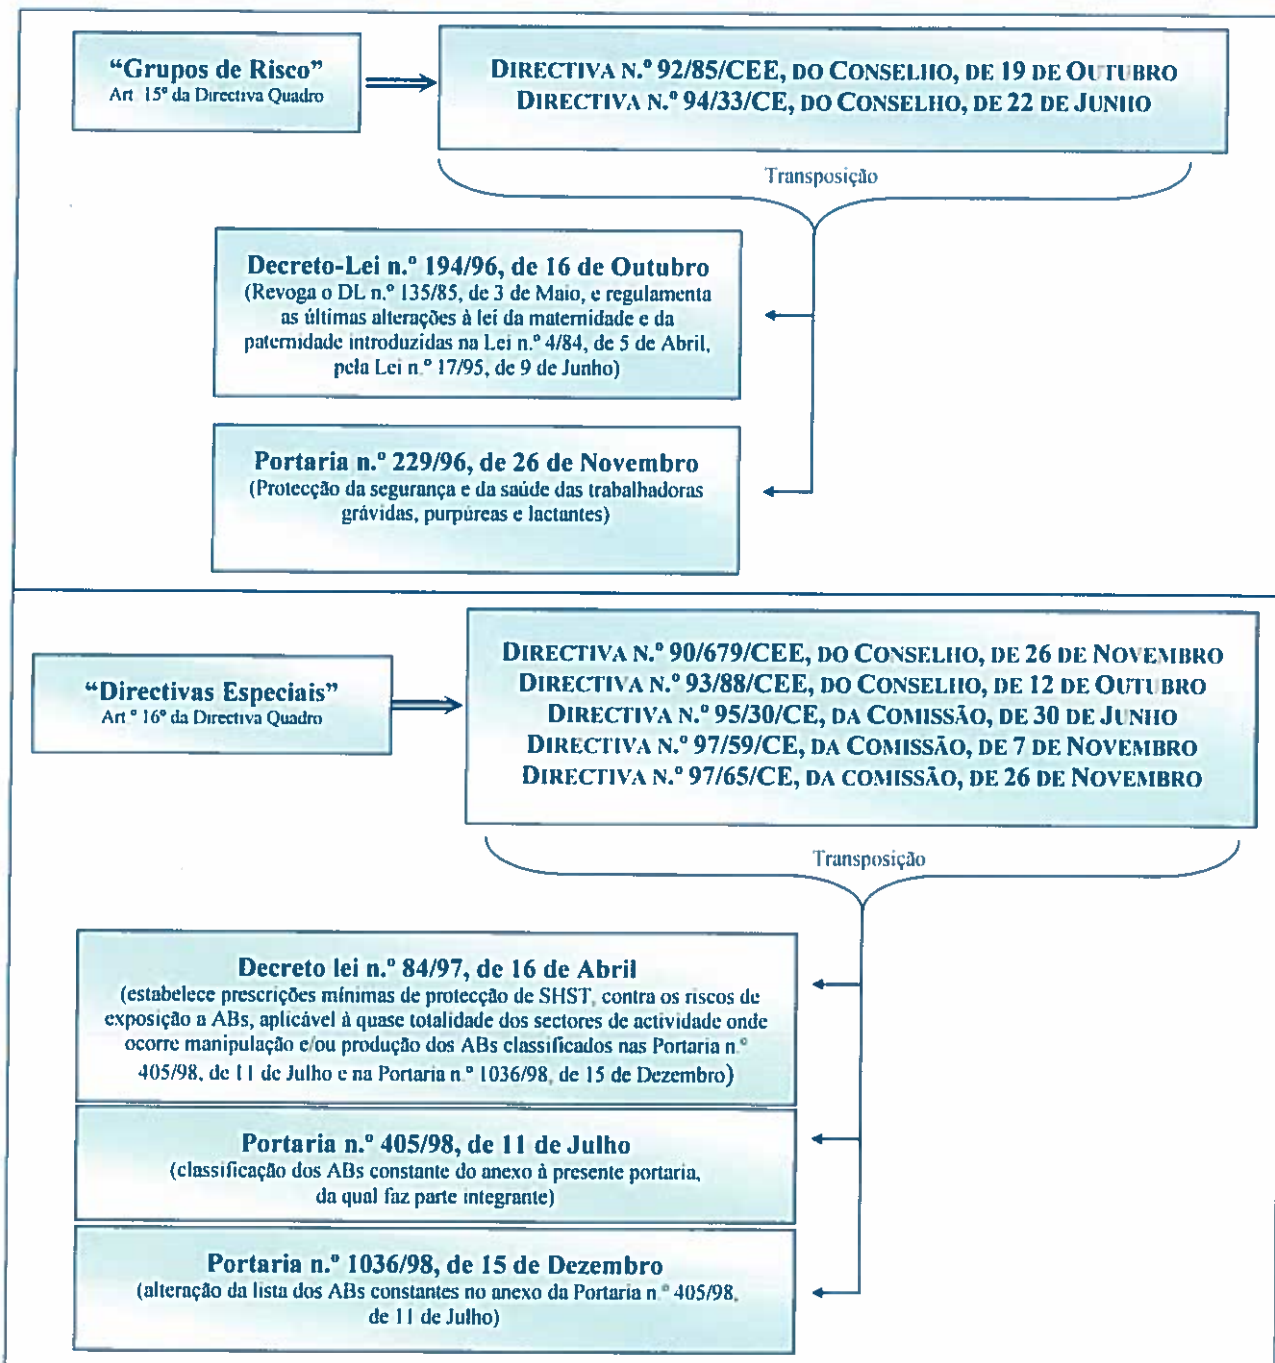 “Grupos de Risco”
Art 15º da Directiva Quadro
DIRECTIVA N.º 92/85/CEE, DO CONSELHO, DE 19 DE OUTUBRO
DIRECTIVA N.º 94/33/CE, DO CONSELHO, DE 22 DE JUNHO
Transposição
Decreto-Lei n.º 194/96, de 16 de Outubro
(Revoga o DL n.º 135/85, de 3 de Maio, e regulamenta
as últimas alterações à lei da maternidade e da
paternidade introduzidas na Lei n.º 4/84, de 5 de Abril,
pela Lei n.º 17/95, de 9 de Junho)
Portaria n.º 229/96, de 26 de Novembro
(Protecção da segurança e da saúde das trabalhadoras
grávidas, purpúreas e lactantes)
“Directivas Especiais”
Art º 16º da Directiva Quadro
DIRECTIVA N.º 90/679/CEE, DO CONSELHO, DE 26 DE NOVEMBRO
DIRECTIVA N.º 93/88/CEE, DO CONSELHO, DE 12 DE OUTUBRO
DIRECTIVA N.º 95/30/CE, DA COMISSÃO, DE 30 DE JUNHO
DIRECTIVA N.º 97/59/CE, DA COMISSÃO, DE 7 DE NOVEMBRO
DIRECTIVA N.º 97/65/CE, DA COMISSÃO, DE 26 DE NOVEMBRO
Transposição
Decreto lei n.º 84/97, de 16 de Abril
(estabelece prescrições mínimas de protecção de SHST, contra os riscos de
exposição a ABs, aplicável à quase totalidade dos sectores de actividade onde
ocorre manipulação e/ou produção dos ABs classificados nas Portaria n.º
405/98, de 11 de Julho e na Portaria n.º 1036/98, de 15 de Dezembro)
Portaria n.º 405/98, de 11 de Julho
(classificação dos ABs constante do anexo à presente portaria,
da qual faz parte integrante)
Portaria n.º 1036/98, de 15 de Dezembro
(alteração da lista dos ABs constantes no anexo da Portaria n.º 405/98,
de 11 de Julho)